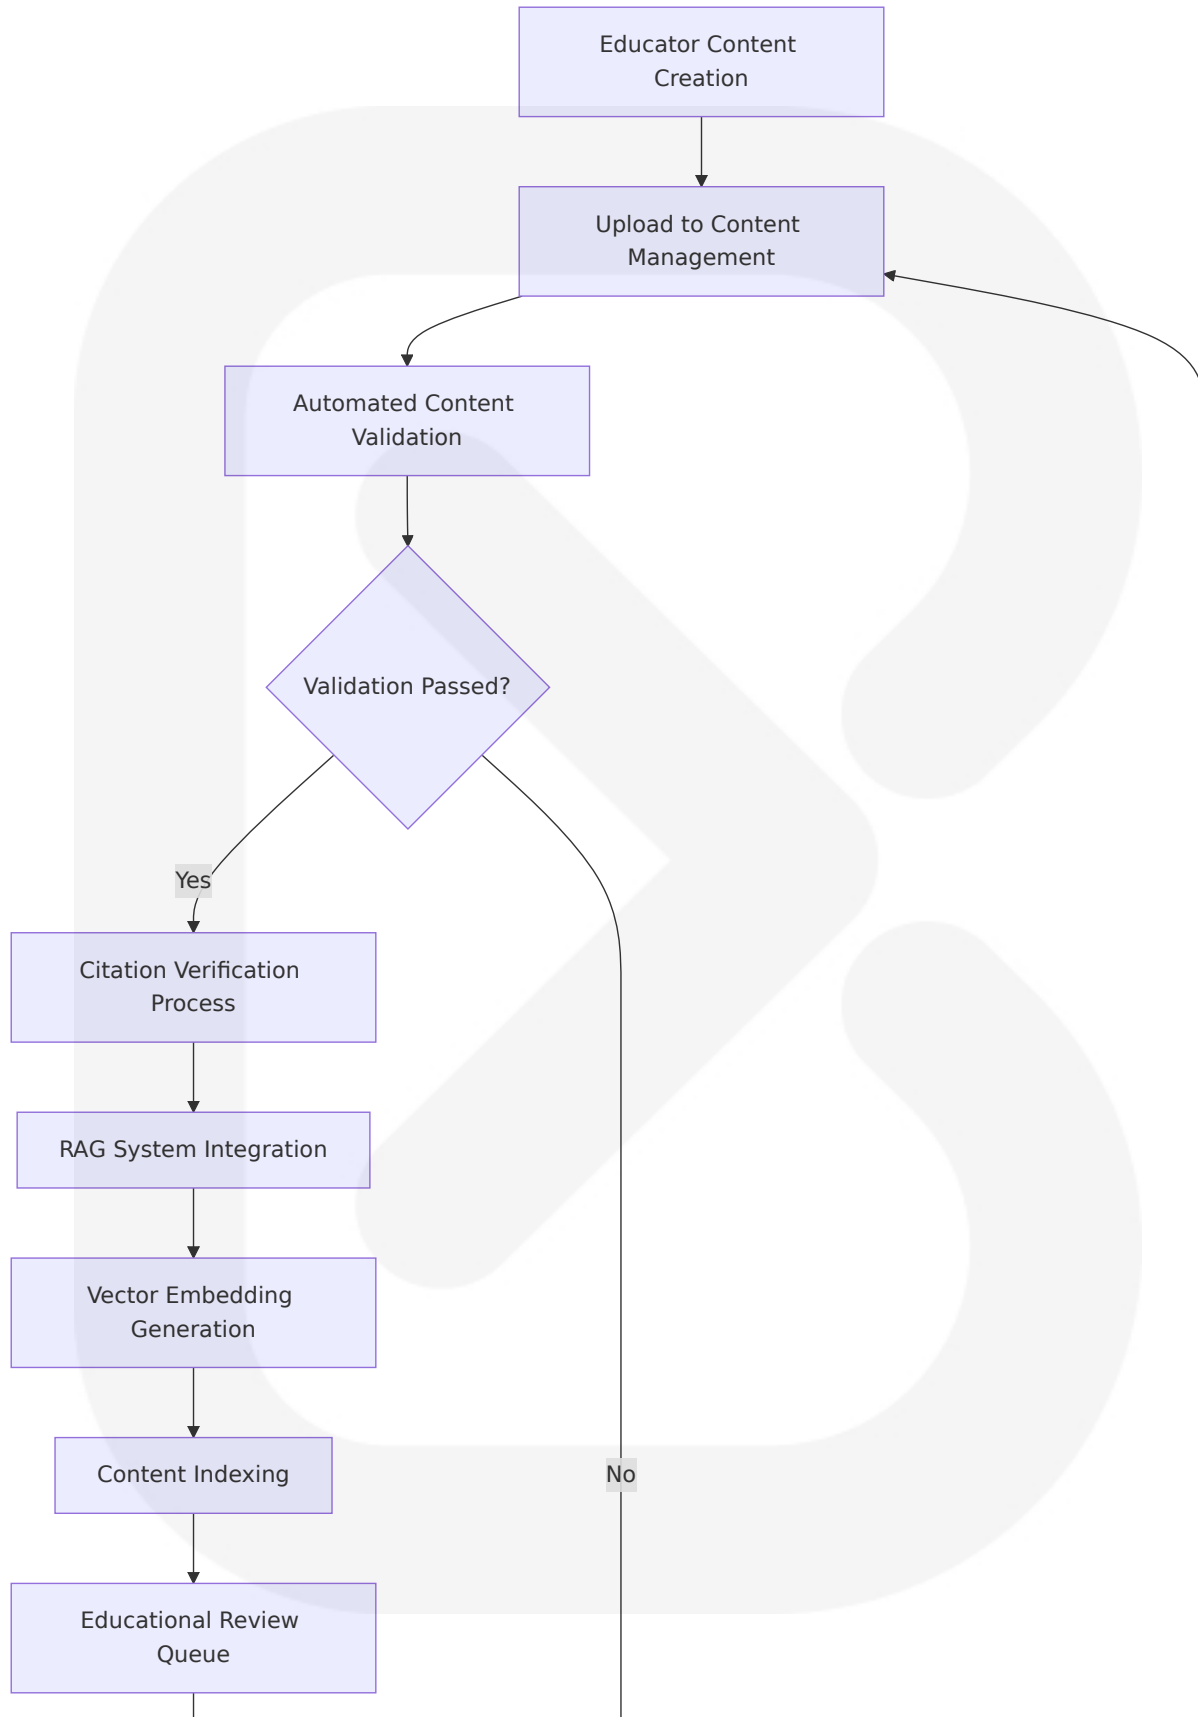 Educator Content
Creation
Upload to Content
Management
Automated Content
Validation
Validation Passed?
Yes
Citation Verification
Process
RAG System Integration
Vector Embedding
Generation
Content Indexing
No
Educational Review
Queue